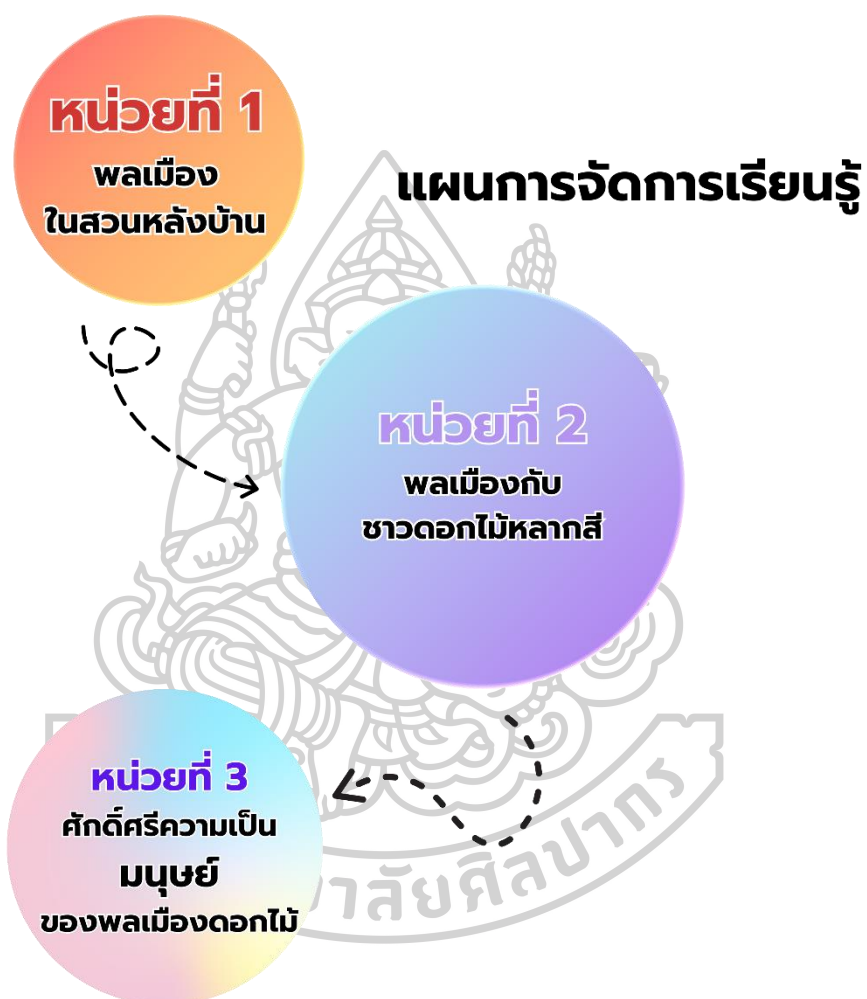 หน่วยที่ 1
พลเมือง
ในสวนหลังบ้าน
แผนการจัดการเรียนรู้
หน่วยที่ 2
พลเมืองกับ
ชาวดอกไม้หลากสี
หน่วยที่ 3
ศักดิ์ศรีความเป็น
มนุษย์
ของพลเมืองดอกไม้
าลัยศิลปากร